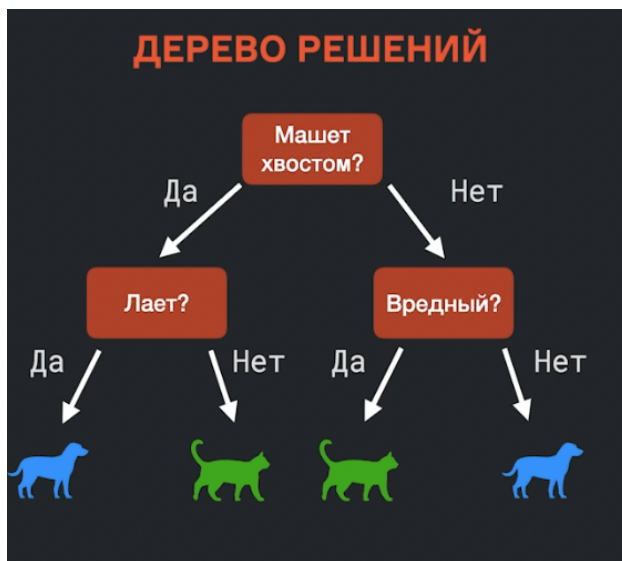 ДЕРЕВО РЕШЕНИЙ
Машет
хвостом?
Да
Нет
Лает?
Вредный?
Да
Нет
Да
Нет